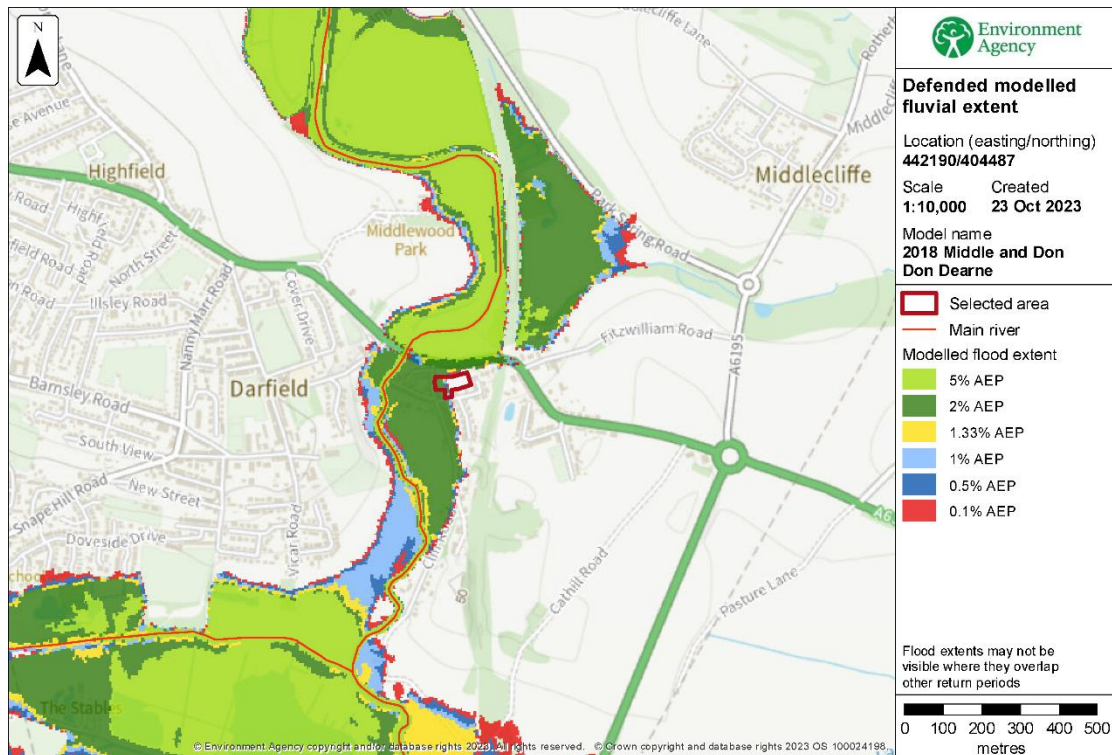 N
Environment
Agency
Defended modelled
fluvial extent
Location (easting/northing)
442190/404487
Scale Created
1:10,000 23 Oct 2023
Model name
2018 Middle and Don
Don Dearne
Selected area
Main river
Modelled flood extent
5% AEP
2% AEP
1.33% AEP
1% AEP
0.5% AEP
0.1% AEP
Flood extents may not be
visible where they overlap
other return periods
0 100 200 300 400 500
metres
Highfield
North Street
Nanny Marr Road
Illsley Road
Cover Drive
Middlewood
Park
Park Spring Road
Middlecliffe
Fitzwilliam Road
A6195
Darfield
Barnsley Road
South View
New Street
Snape Hill Road
Doveside Drive
Vicar Road
50
Cathill Road
Pasture Lane
The Stables
© Environment Agency copyright and/or database rights 2023. All rights reserved. © Crown copyright and database rights 2023 OS 100024198.